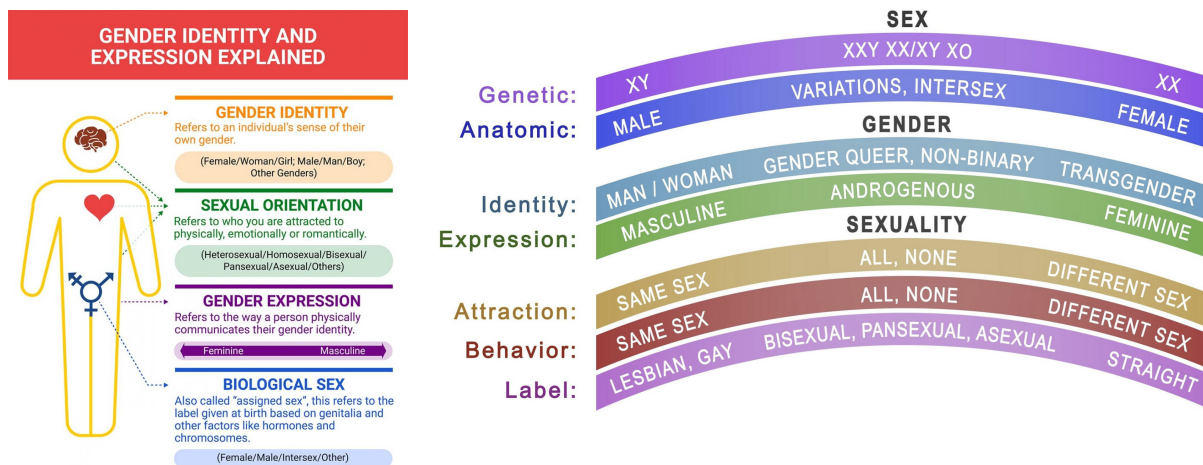 GENDER IDENTITY AND
EXPRESSION EXPLAINED
GENDER IDENTITY
Refers to an individual's sense of their
own gender.
(Female/Woman/Girl; Male/Man/Boy;
Other Genders)
SEXUAL ORIENTATION
Refers to who you are attracted to
physically, emotionally or romantically.
(Heterosexual/Homosexual/Bisexual/
Pansexual/Asexual/Others)
GENDER EXPRESSION
Refers to the way a person physically
communicates their gender identity.
Feminine Masculine
BIOLOGICAL SEX
Also called "assigned sex", this refers to the
label given at birth based on genitalia and
other factors like hormones and
chromosomes.
(Female/Male/Intersex/Other)
SEX
Genetic: XY XXY XX/XY XO XX
Anatomic: MALE VARIATIONS, INTERSEX FEMALE
GENDER
Identity: MAN / WOMAN GENDER QUEER, NON-BINARY TRANSGENDER
Expression: MASCULINE ANDROGENOUS FEMININE
SEXUALITY
Attraction: SAME SEX ALL, NONE DIFFERENT SEX
Behavior: SAME SEX ALL, NONE DIFFERENT SEX
Label: LESBIAN, GAY BISEXUAL, PANSEXUAL, ASEXUAL STRAIGHT